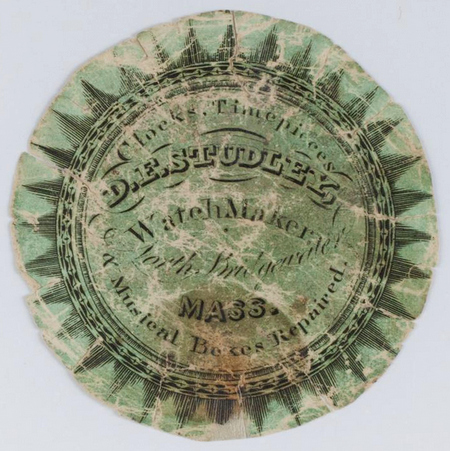 Clocks, Timepieces
D.E. STUDLEY,
Watch Maker,
North Bridgewater
MASS.
& Musical Boxes Repaired.